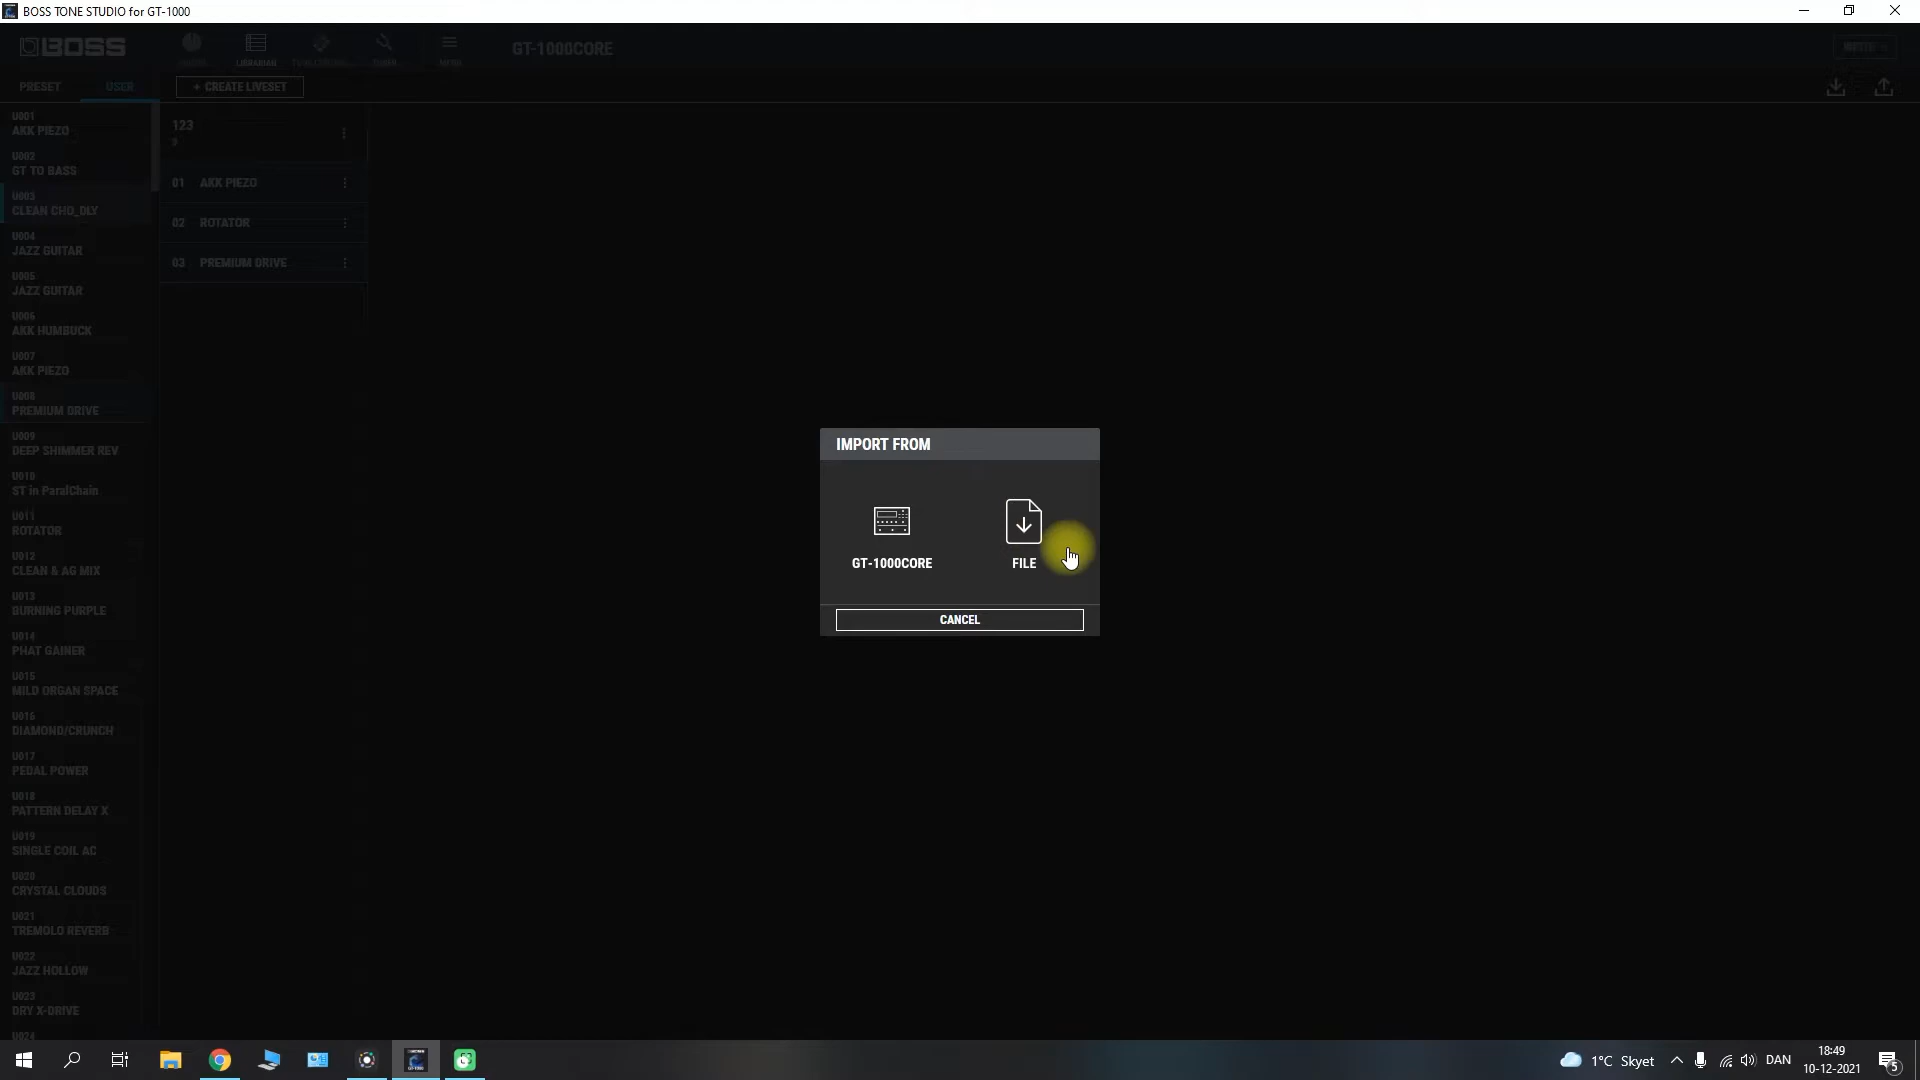 BOSS TONE STUDIO for GT-1000
BOSS
LIBRARIAN
MENU
GT-1000CORE
WRITE
PRESET
USER
+ CREATE LIVESET
U001
AKK PIEZO
U002
GT TO BASS
U003
CLEAN CHO_DLY
U004
JAZZ GUITAR
U005
JAZZ GUITAR
U006
AKK HUMBUCK
U007
AKK PIEZO
U008
PREMIUM DRIVE
U009
DEEP SHIMMER REV
U010
ST in ParalChain
U011
ROTATOR
U012
CLEAN & AG MIX
U013
BURNING PURPLE
U014
PHAT GAINER
U015
MILD ORGAN SPACE
U016
DIAMOND/CRUNCH
U017
PEDAL POWER
U018
PATTERN DELAY X
U019
SINGLE COIL AC
U020
CRYSTAL CLOUDS
U021
TREMOLO REVERB
U022
JAZZ HOLLOW
U023
DRY X-DRIVE
U024
123
01 AKK PIEZO
02 ROTATOR
03 PREMIUM DRIVE
IMPORT FROM
GT-1000CORE
FILE
CANCEL
1°C Skyet
DAN
18:49
10-12-2021
5